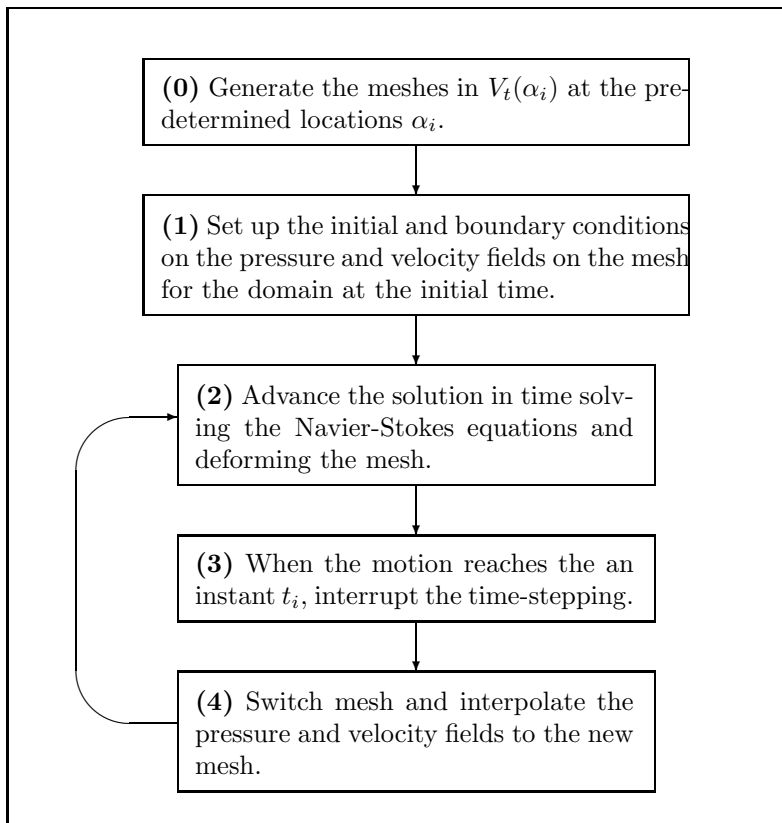 (0) Generate the meshes in V_t(α_i) at the pre-
determined locations α_i.
(1) Set up the initial and boundary conditions
on the pressure and velocity fields on the mesh
for the domain at the initial time.
(2) Advance the solution in time solv-
ing the Navier-Stokes equations and
deforming the mesh.
(3) When the motion reaches the an
instant t_i, interrupt the time-stepping.
(4) Switch mesh and interpolate the
pressure and velocity fields to the new
mesh.